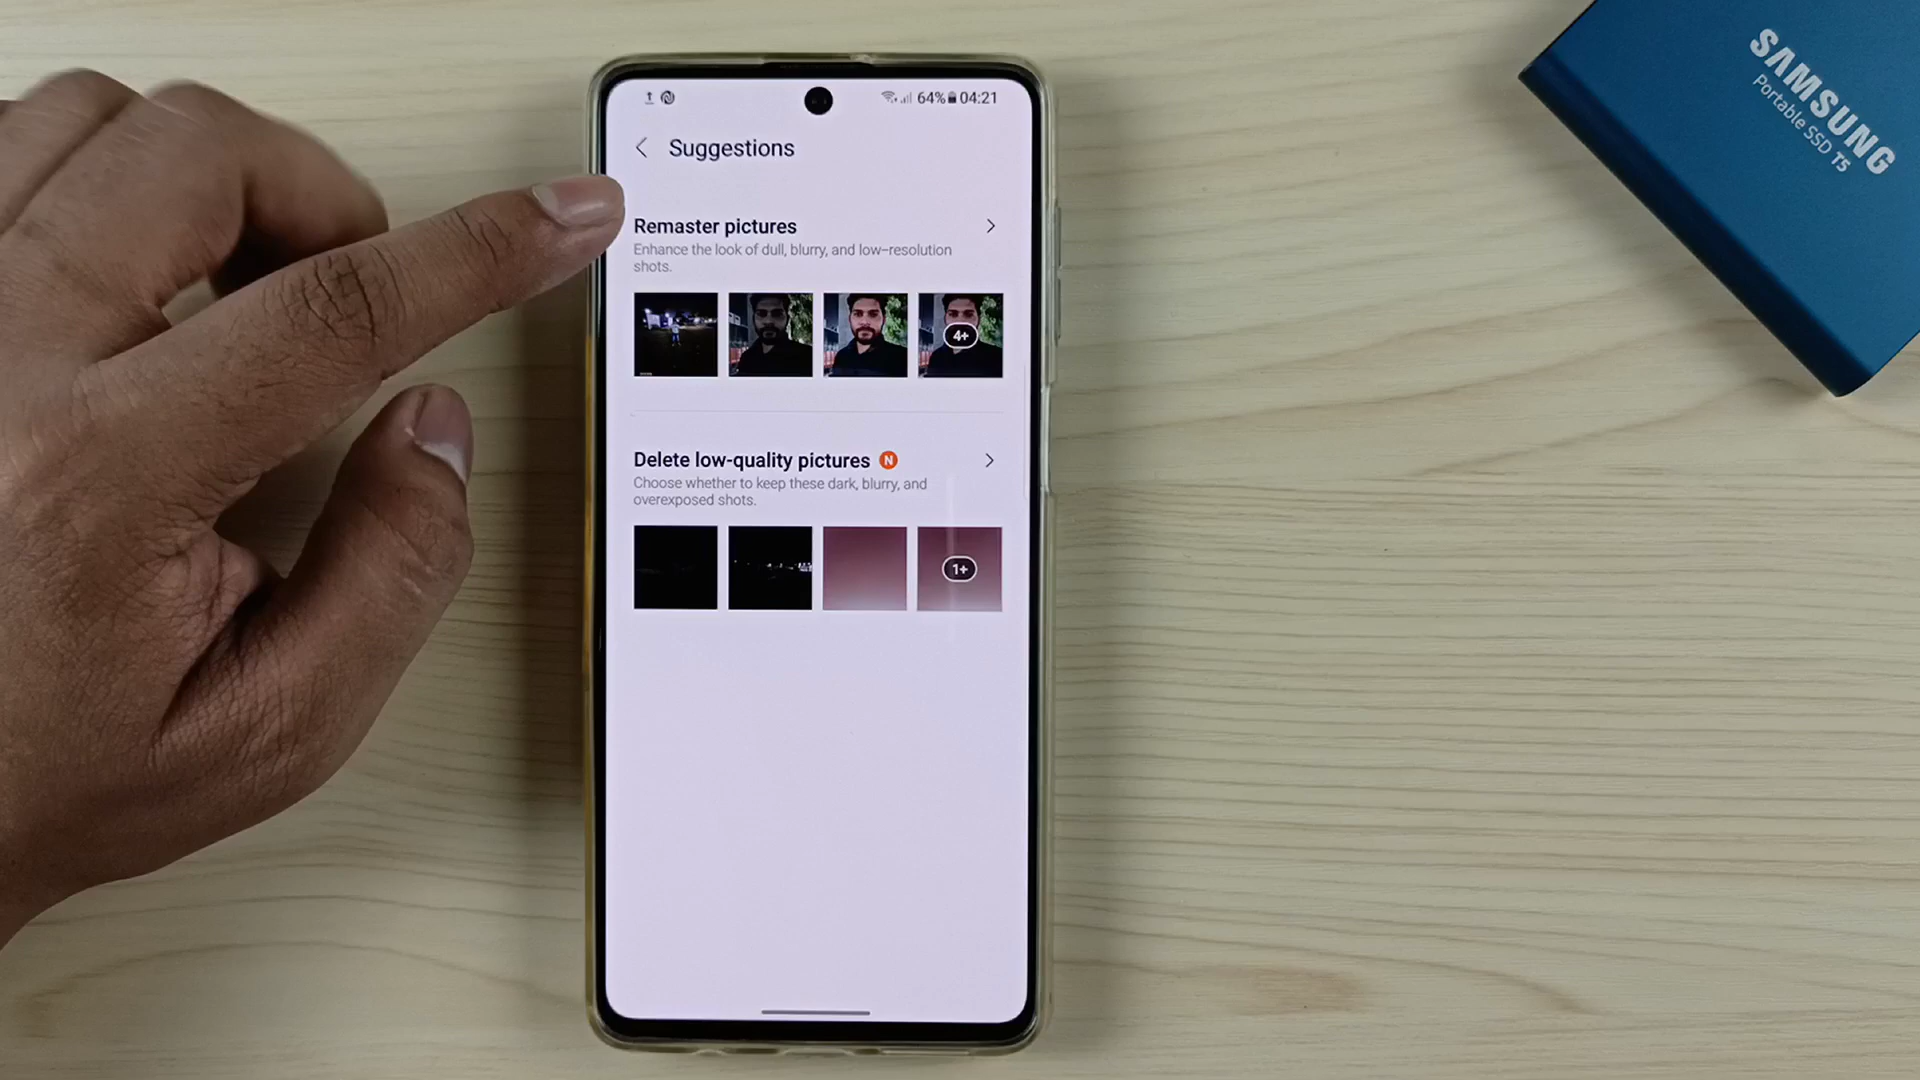 64% 04:21
Suggestions
Remaster pictures
Enhance the look of dull, blurry, and low-resolution
shots.
4+
Delete low-quality pictures N
Choose whether to keep these dark, blurry, and
overexposed shots.
1+
SAMSUNG
Portable SSD T5